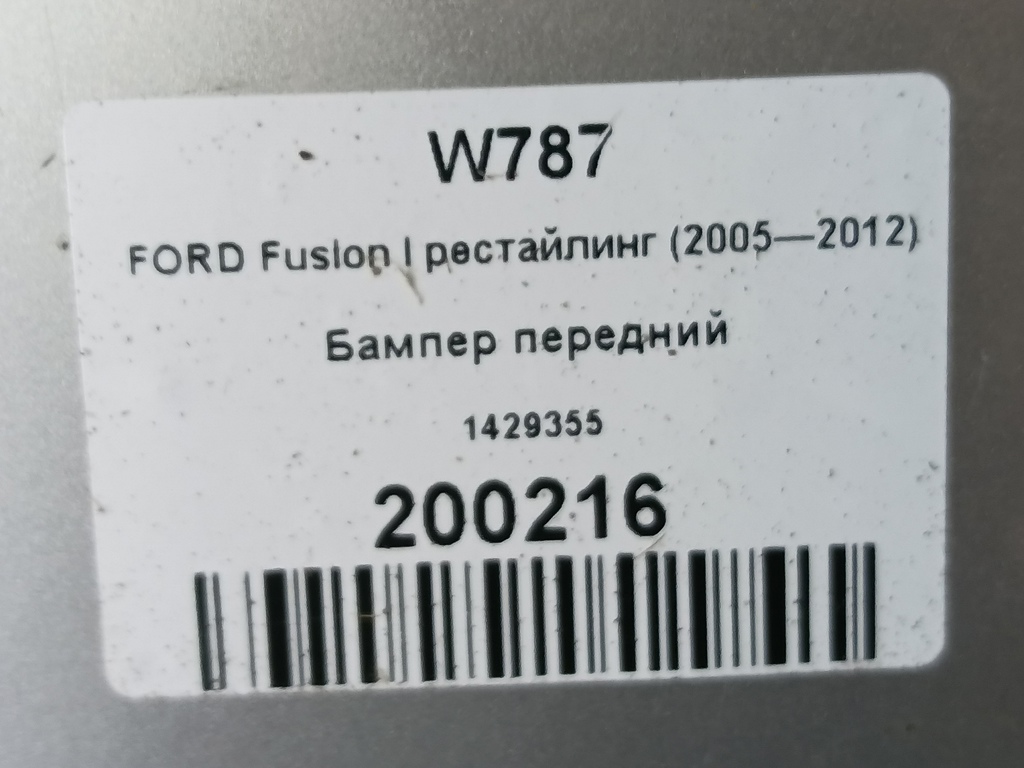 W787
FORD Fusion I рестайлинг (2005—2012)
Бампер передний
1429355
200216